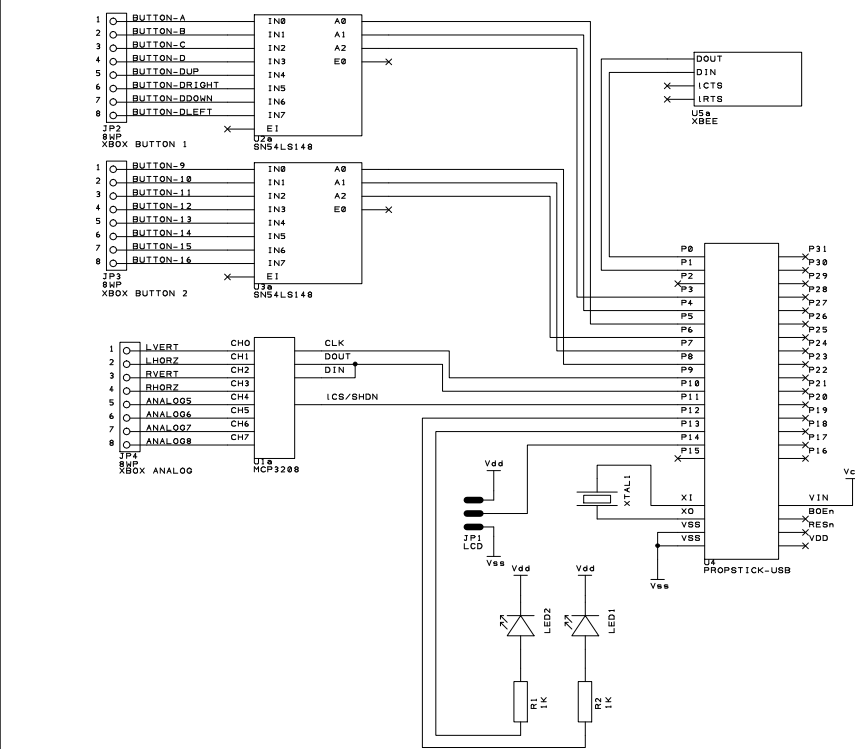 1 BUTTON-A IN0 A0
2 BUTTON-B IN1 A1
3 BUTTON-C IN2 A2
4 BUTTON-D IN3 E0
5 BUTTON-DUP IN4
6 BUTTON-DRIGHT IN5
7 BUTTON-DDOWN IN6
8 BUTTON-DLEFT IN7
EI
JP2
8WP
XBOX BUTTON 1
U2a
SN54LS148
DOUT
DIN
\CTS
\RTS
U5a
XBEE
1 BUTTON-9 IN0 A0
2 BUTTON-10 IN1 A1
3 BUTTON-11 IN2 A2
4 BUTTON-12 IN3 E0
5 BUTTON-13 IN4
6 BUTTON-14 IN5
7 BUTTON-15 IN6
8 BUTTON-16 IN7
EI
JP3
8WP
XBOX BUTTON 2
U3a
SN54LS148
1 LVERT CH0 CLK
2 LHORZ CH1 DOUT
3 RVERT CH2 DIN
4 RHORZ CH3
5 ANALOG5 CH4 \CS/SHDN
6 ANALOG6 CH5
7 ANALOG7 CH6
8 ANALOG8 CH7
JP4
8WP
XBOX ANALOG
U1a
MCP3208
P0 P31
P1 P30
P2 P29
P3 P28
P4 P27
P5 P26
P6 P25
P7 P24
P8 P23
P9 P22
P10 P21
P11 P20
P12 P19
P13 P18
P14 P17
P15 P16
XI VIN
XO BOEn
VSS RESn
VSS VDD
U4
PROPSTICK-USB
Vc
Vss
XTAL1
Vdd
JP1
LCD
Vss
Vdd
Vdd
LED2
LED1
R1
1K
R2
1K